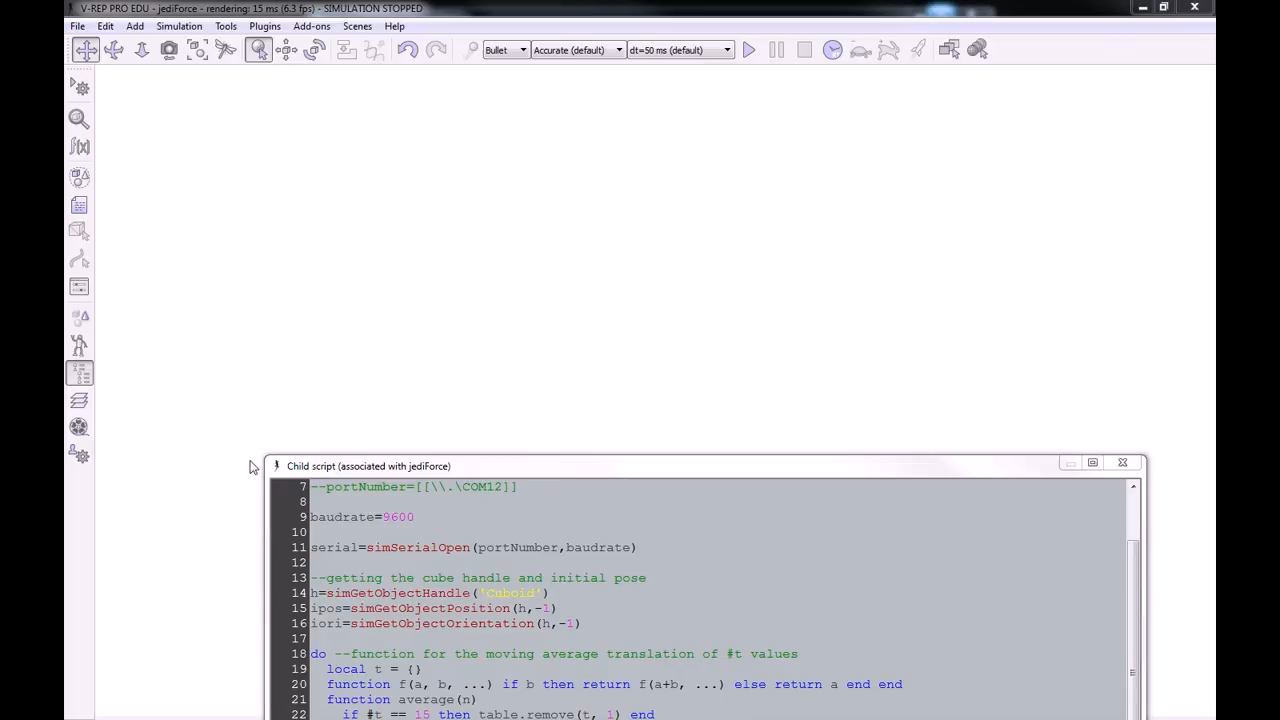 V-REP PRO EDU - jediForce - rendering: 15 ms (6.3 fps) - SIMULATION STOPPED
File Edit Add Simulation Tools Plugins Add-ons Scenes Help
Bullet Accurate (default) dt=50 ms (default)
f(x)
Child script (associated with jediForce)
7 --portNumber=[[\\.\COM12]]
8
9 baudrate=9600
10
11 serial=simSerialOpen(portNumber,baudrate)
12
13 --getting the cube handle and initial pose
14 h=simGetObjectHandle('Cuboid')
15 ipos=simGetObjectPosition(h,-1)
16 iori=simGetObjectOrientation(h,-1)
17
18 do --function for the moving average translation of #t values
19 local t = {}
20 function f(a, b, ...) if b then return f(a+b, ...) else return a end end
21 function average(n)
22 if #t == 15 then table.remove(t, 1) end